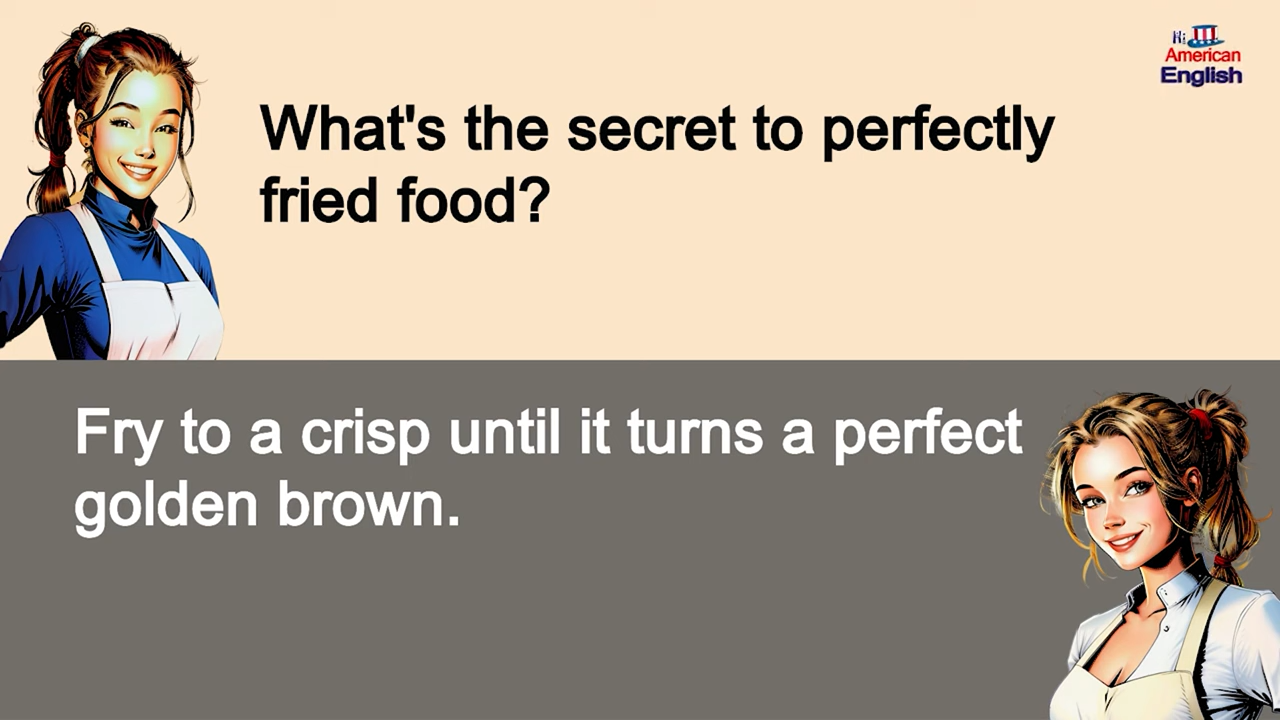 Hi
American
English
What's the secret to perfectly
fried food?
Fry to a crisp until it turns a perfect
golden brown.